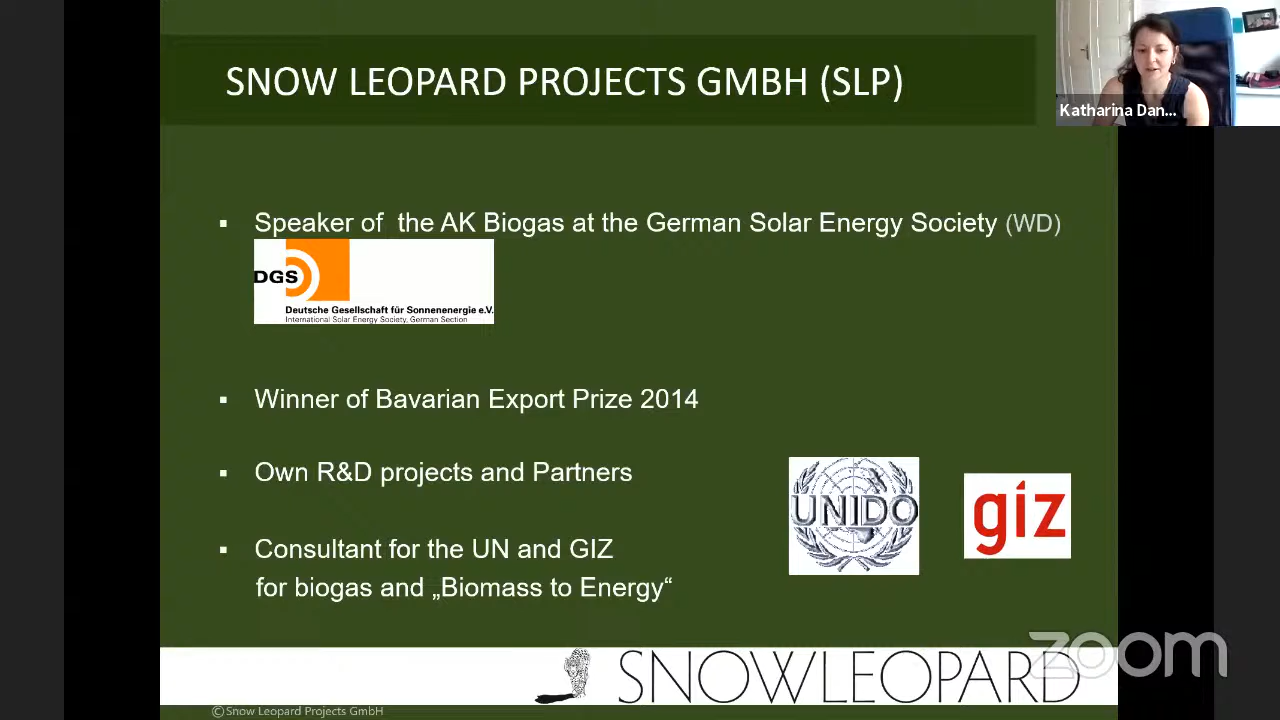 SNOW LEOPARD PROJECTS GMBH (SLP)
Katharina Dan...
▪ Speaker of the AK Biogas at the German Solar Energy Society (WD)
DGS
Deutsche Gesellschaft für Sonnenenergie e.V.
International Solar Energy Society, German Section
▪ Winner of Bavarian Export Prize 2014
▪ Own R&D projects and Partners
UNIDO
giz
▪ Consultant for the UN and GIZ
for biogas and „Biomass to Energy“
zoom
SNOWLEOPARD
©Snow Leopard Projects GmbH